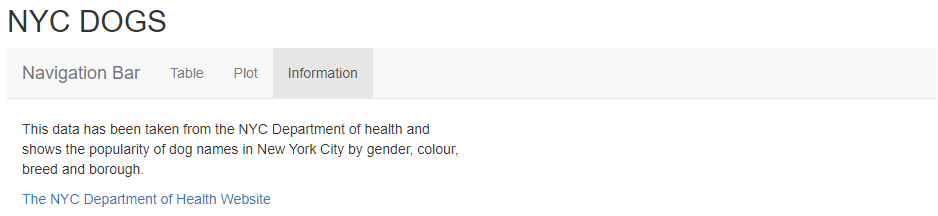 NYC DOGS
Navigation Bar Table Plot Information
This data has been taken from the NYC Department of health and
shows the popularity of dog names in New York City by gender, colour,
breed and borough.
The NYC Department of Health Website